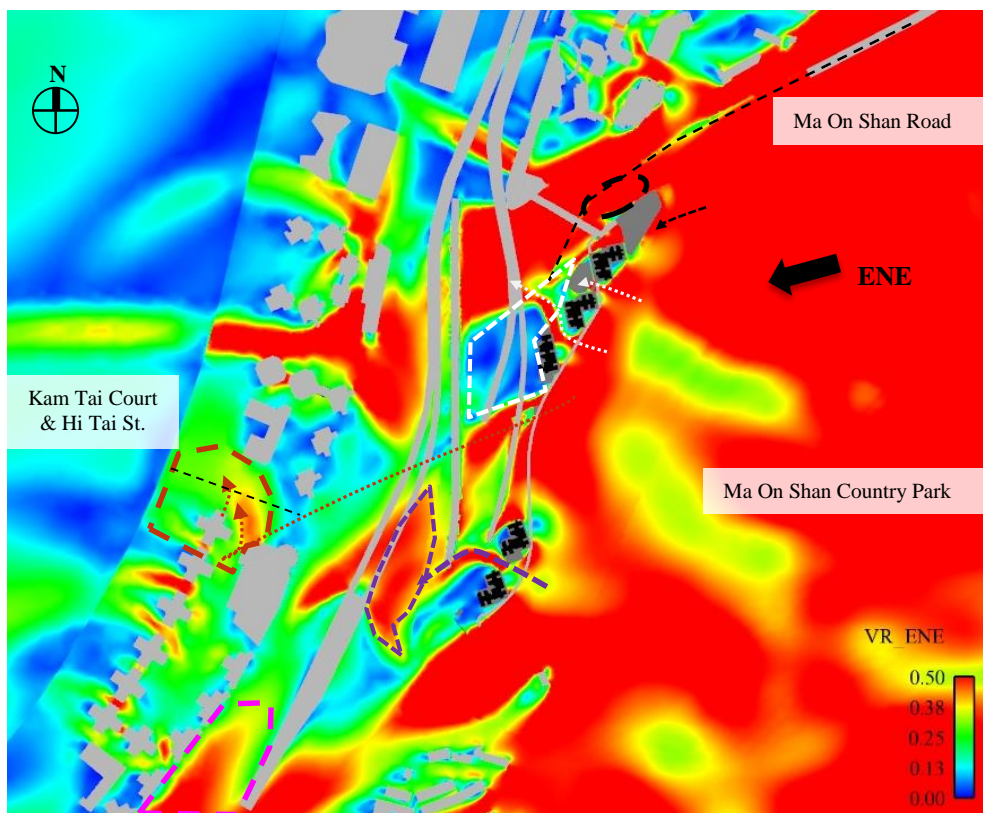 N
Ma On Shan Road
ENE
Kam Tai Court
& Hi Tai St.
Ma On Shan Country Park
VR_ENE
0.50
0.38
0.25
0.13
0.00